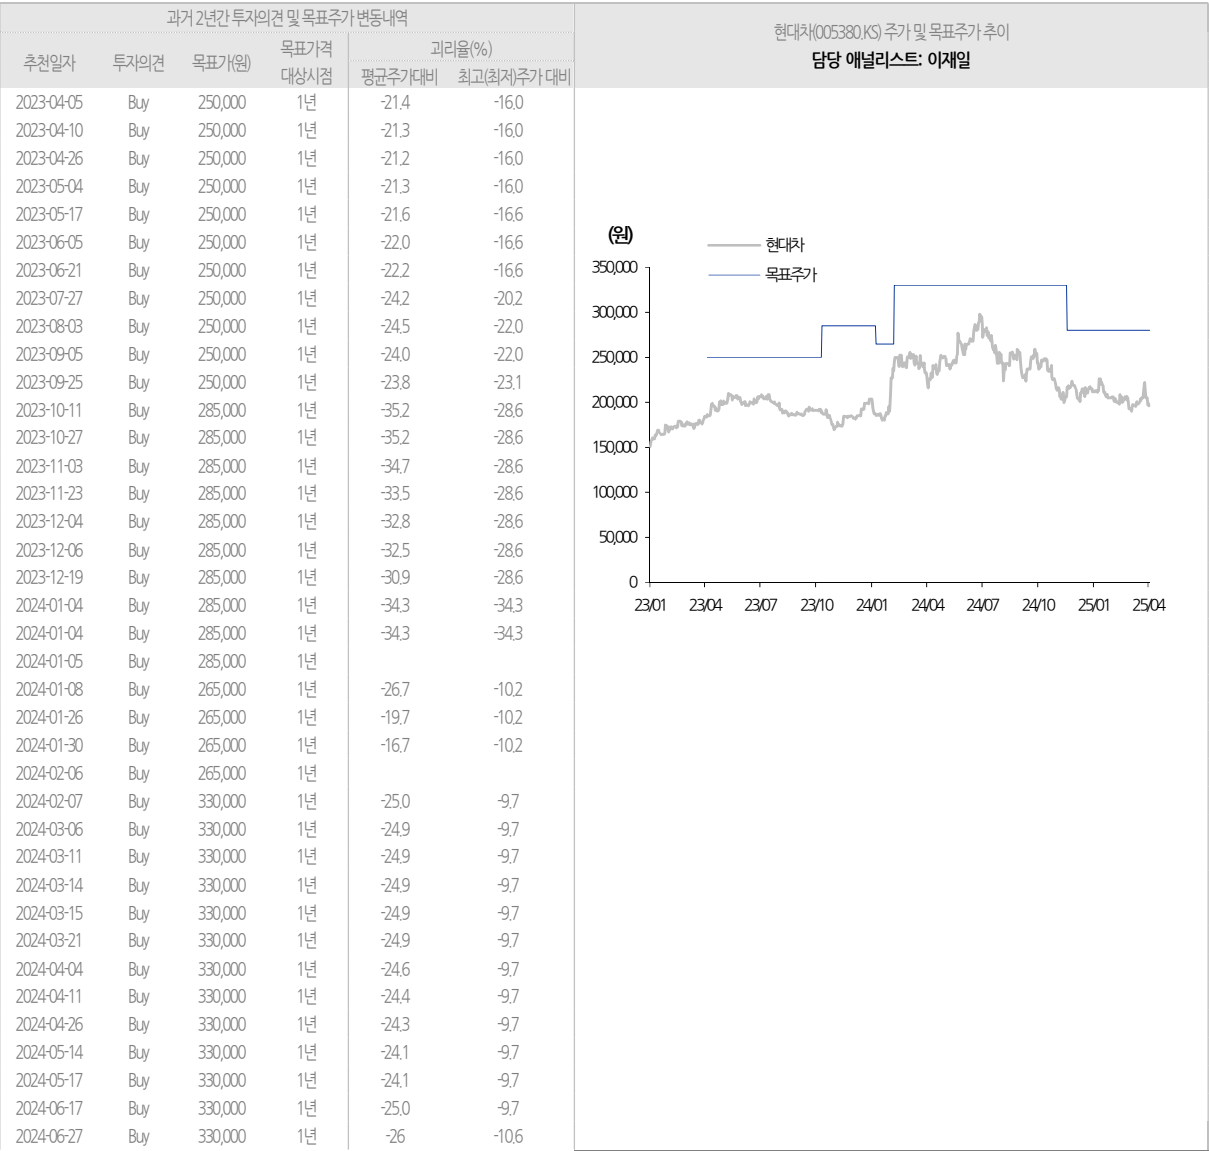 과거 2년간 투자의견 및 목표주가 변동내역
추천일자 투자의견 목표가(원) 목표가격 대상시점 괴리율(%)
평균주가대비 최고(최저)주가 대비
2023-04-05 Buy 250,000 1년 -21.4 -16.0
2023-04-10 Buy 250,000 1년 -21.3 -16.0
2023-04-26 Buy 250,000 1년 -21.2 -16.0
2023-05-04 Buy 250,000 1년 -21.3 -16.0
2023-05-17 Buy 250,000 1년 -21.6 -16.6
2023-06-05 Buy 250,000 1년 -22.0 -16.6
2023-06-21 Buy 250,000 1년 -22.2 -16.6
2023-07-27 Buy 250,000 1년 -24.2 -20.2
2023-08-03 Buy 250,000 1년 -24.5 -22.0
2023-09-05 Buy 250,000 1년 -24.0 -22.0
2023-09-25 Buy 250,000 1년 -23.8 -23.1
2023-10-11 Buy 285,000 1년 -35.2 -28.6
2023-10-27 Buy 285,000 1년 -35.2 -28.6
2023-11-03 Buy 285,000 1년 -34.7 -28.6
2023-11-23 Buy 285,000 1년 -33.5 -28.6
2023-12-04 Buy 285,000 1년 -32.8 -28.6
2023-12-06 Buy 285,000 1년 -32.5 -28.6
2023-12-19 Buy 285,000 1년 -30.9 -28.6
2024-01-04 Buy 285,000 1년 -34.3 -34.3
2024-01-04 Buy 285,000 1년 -34.3 -34.3
2024-01-05 Buy 285,000 1년
2024-01-08 Buy 265,000 1년 -26.7 -10.2
2024-01-26 Buy 265,000 1년 -19.7 -10.2
2024-01-30 Buy 265,000 1년 -16.7 -10.2
2024-02-06 Buy 265,000 1년
2024-02-07 Buy 330,000 1년 -25.0 -9.7
2024-03-06 Buy 330,000 1년 -24.9 -9.7
2024-03-11 Buy 330,000 1년 -24.9 -9.7
2024-03-14 Buy 330,000 1년 -24.9 -9.7
2024-03-15 Buy 330,000 1년 -24.9 -9.7
2024-03-21 Buy 330,000 1년 -24.9 -9.7
2024-04-04 Buy 330,000 1년 -24.6 -9.7
2024-04-11 Buy 330,000 1년 -24.4 -9.7
2024-04-26 Buy 330,000 1년 -24.3 -9.7
2024-05-14 Buy 330,000 1년 -24.1 -9.7
2024-05-17 Buy 330,000 1년 -24.1 -9.7
2024-06-17 Buy 330,000 1년 -25.0 -9.7
2024-06-27 Buy 330,000 1년 -26 -10.6
현대차(005380.KS) 주가 및 목표주가 추이
담당 애널리스트: 이재일
(원)
현대차
목표주가
350,000
300,000
250,000
200,000
150,000
100,000
50,000
0
23/01 23/04 23/07 23/10 24/01 24/04 24/07 24/10 25/01 25/04